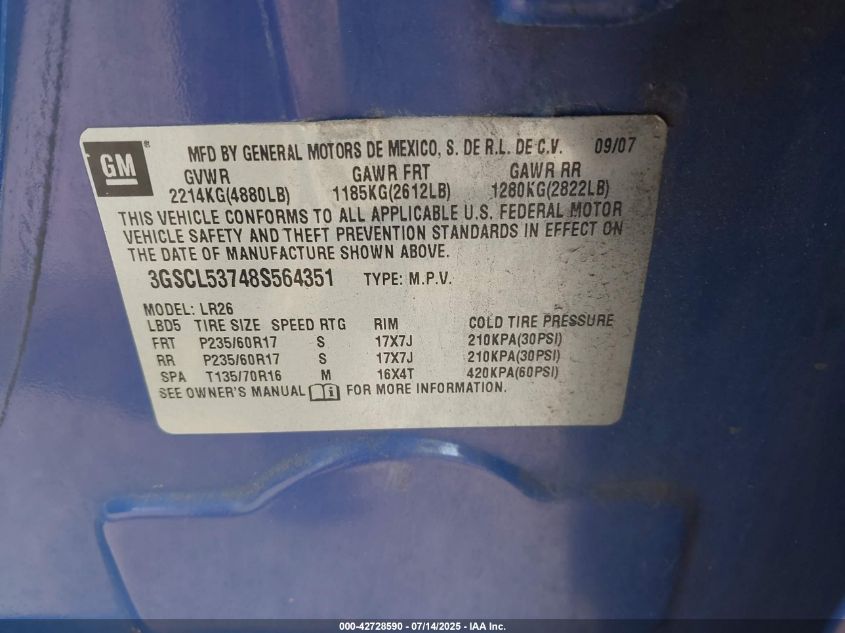 GM ®
MFD BY GENERAL MOTORS DE MEXICO, S. DE R.L. DE C.V. 09/07
GVWR GAWR FRT GAWR RR
2214KG(4880LB) 1185KG(2612LB) 1280KG(2822LB)
THIS VEHICLE CONFORMS TO ALL APPLICABLE U.S. FEDERAL MOTOR
VEHICLE SAFETY AND THEFT PREVENTION STANDARDS IN EFFECT ON
THE DATE OF MANUFACTURE SHOWN ABOVE.
3GSCL53748S564351 TYPE: M.P.V.
MODEL: LR26
LBD5 TIRE SIZE SPEED RTG RIM COLD TIRE PRESSURE
FRT P235/60R17 S 17X7J 210KPA(30PSI)
RR P235/60R17 S 17X7J 210KPA(30PSI)
SPA T135/70R16 M 16X4T 420KPA(60PSI)
SEE OWNER'S MANUAL FOR MORE INFORMATION.
000-42728590 - 07/14/2025 - IAA Inc.